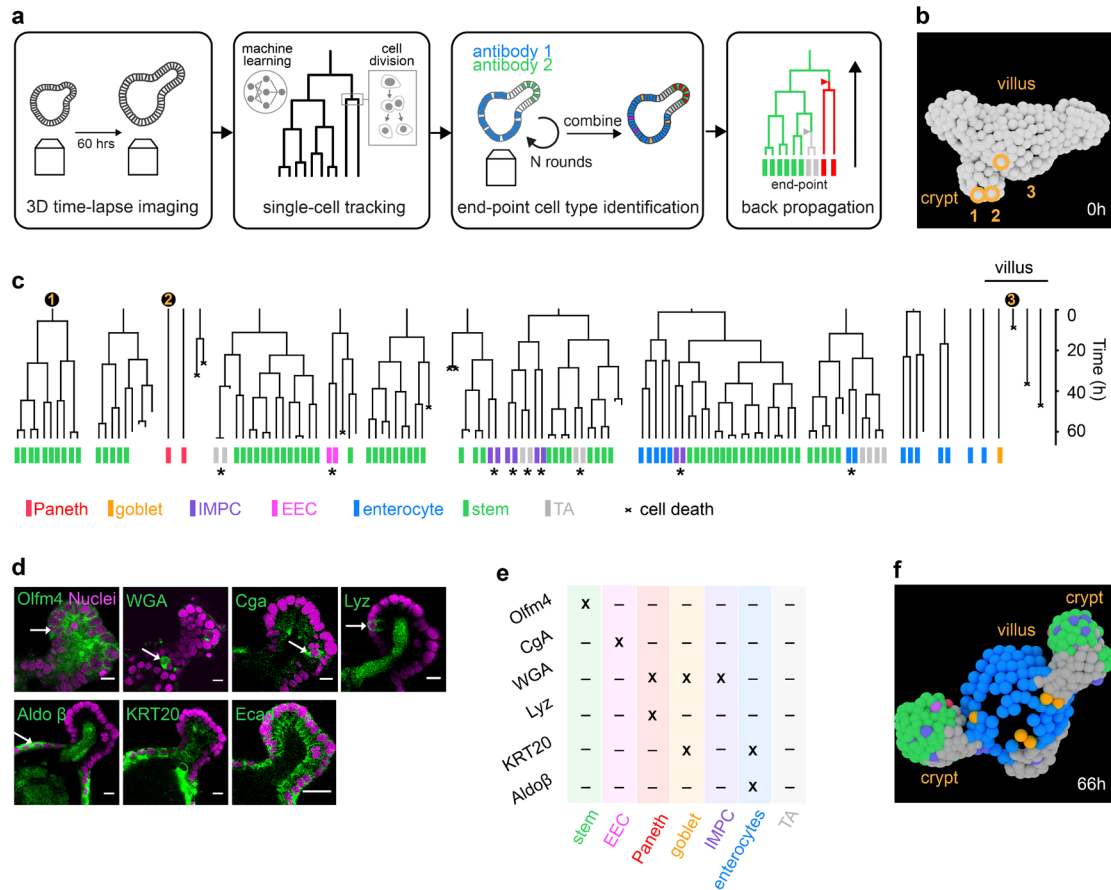 a
machine learning
cell division
antibody 1
antibody 2
60 hrs
combine
N rounds
end-point
3D time-lapse imaging
single-cell tracking
end-point cell type identification
back propagation
b
villus
crypt
1 2 3
0h
c
villus
1 2 3
0
20
40
60
Time (h)
* * * * * * * *
Paneth goblet IMPC EEC enterocyte stem TA × cell death
d
Olfm4 Nuclei WGA Cga Lyz
Aldo β KRT20 Ecad
e
Olfm4 x – – – – – –
CgA – x – – – – –
WGA – – x x x – –
Lyz – – x – – – –
KRT20 – – – x – x –
Aldoβ – – – – – x –
stem EEC Paneth goblet IMPC enterocytes TA
f
crypt
villus
crypt
66h